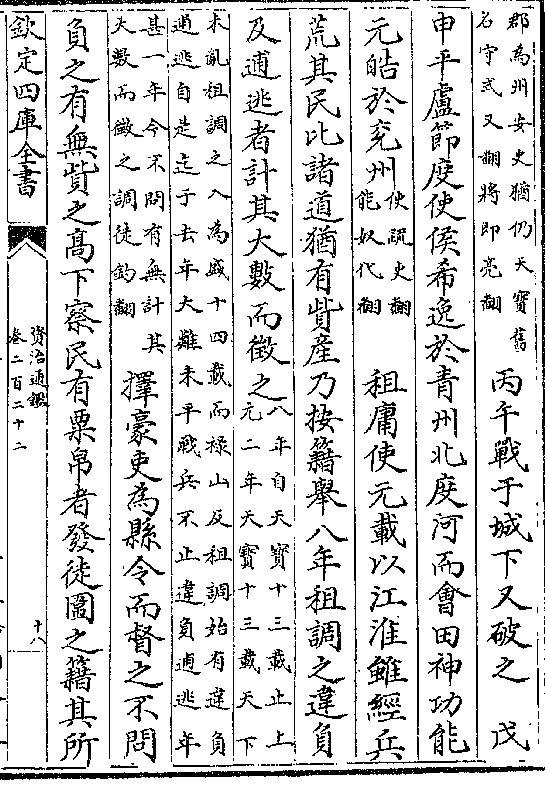 郡為州安史猶仍天寶舊
名守式又翻將即亮翻
丙午戰于城下又破之　戊
申平盧節度使侯希逸於青州北度河而會田神功能
元皓於兖州
使疏史翻
能奴代翻
租庸使元載以江淮雖經兵
荒其民比諸道猶有貲産乃按籍舉八年租調之違負
及逋逃者計其大數而徵之
八年自天寶十三載止上
元二年天寶十三載天下
未亂租調之入為盛十四載而祿山反租調始有違負
逋逃自是迄于去年大難未平戰兵不止違負逋逃年
甚一年今不問有無計其
大數而徵之調徒釣翻
擇豪吏為縣令而督之不問
負之有無貲之高下察民有粟帛者發徒圍之籍其所
欽定四庫全書
資治通鑑
卷二百二十二
十八